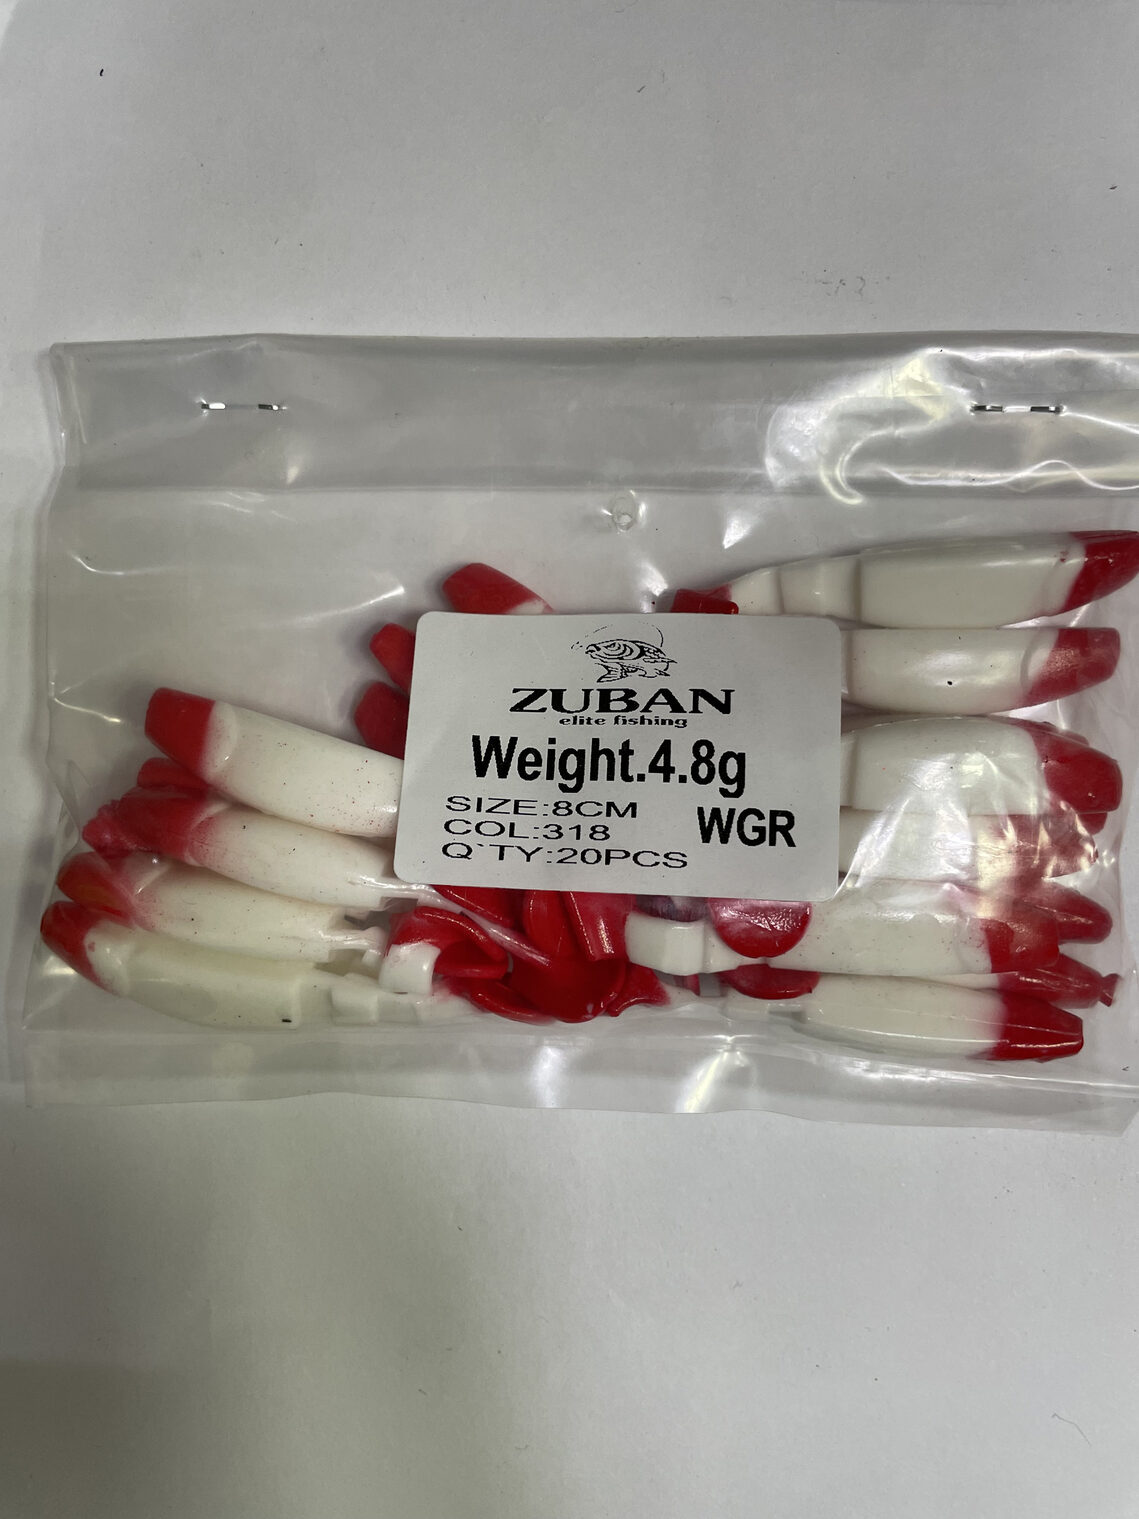 ZUBAN
elite fishing
Weight.4.8g
SIZE:8CM
WGR
COL:318
Q`TY:20PCS